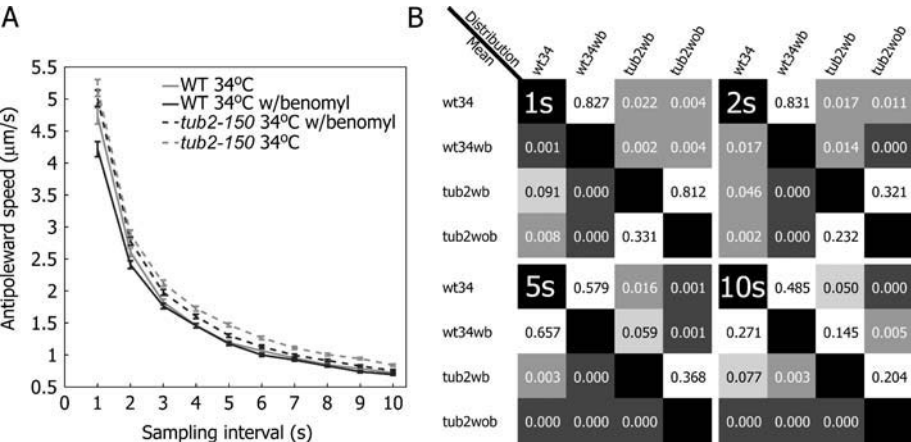 A
Antipoleward speed (μm/s)
5.5
5
4.5
4
3.5
3
2.5
2
1.5
1
0.5
WT 34ºC
WT 34ºC w/benomyl
tub2-150 34ºC w/benomyl
tub2-150 34ºC
0 1 2 3 4 5 6 7 8 9 10
Sampling interval (s)
B
Distribution
Mean
wt34 wt34wb tub2wb tub2wob wt34 wt34wb tub2wb tub2wob
wt34 1s 0.827 0.022 0.004 2s 0.831 0.017 0.011
wt34wb 0.001 0.002 0.004 0.017 0.014 0.000
tub2wb 0.091 0.000 0.812 0.046 0.000 0.321
tub2wob 0.008 0.000 0.331 0.002 0.000 0.232
wt34 5s 0.579 0.016 0.001 10s 0.485 0.050 0.000
wt34wb 0.657 0.059 0.001 0.271 0.145 0.005
tub2wb 0.003 0.000 0.368 0.077 0.003 0.204
tub2wob 0.000 0.000 0.000 0.000 0.000 0.000